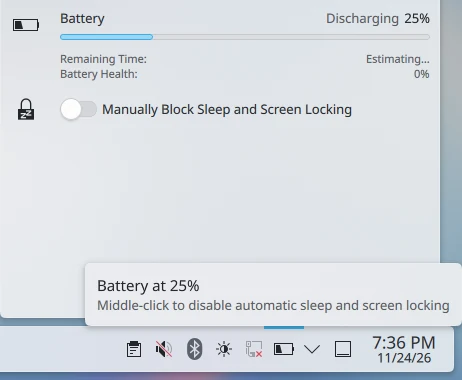 Battery Discharging 25%
Remaining Time: Estimating...
Battery Health: 0%
zz
Manually Block Sleep and Screen Locking
Battery at 25%
Middle-click to disable automatic sleep and screen locking
7:36 PM
11/24/26